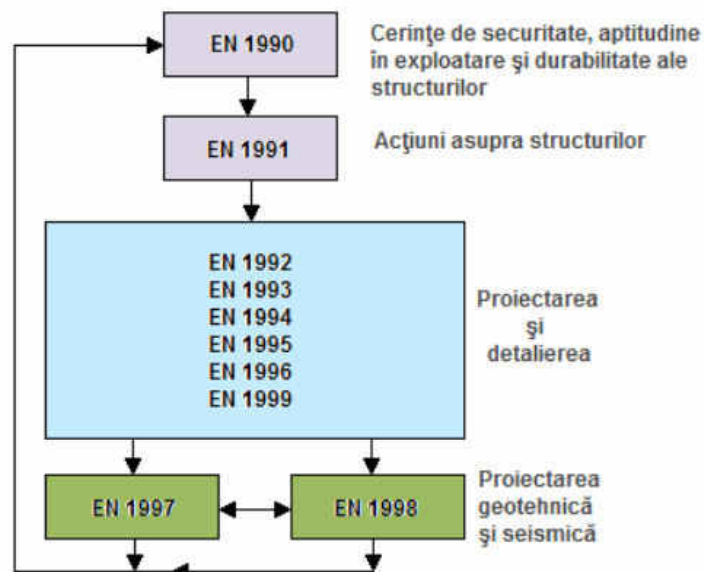 EN 1990
Cerinţe de securitate, aptitudine
în exploatare şi durabilitate ale
structurilor
EN 1991
Acţiuni asupra structurilor
EN 1992
EN 1993
EN 1994
EN 1995
EN 1996
EN 1999
Proiectarea
şi
detalierea
EN 1997
EN 1998
Proiectarea
geotehnică
şi seismică